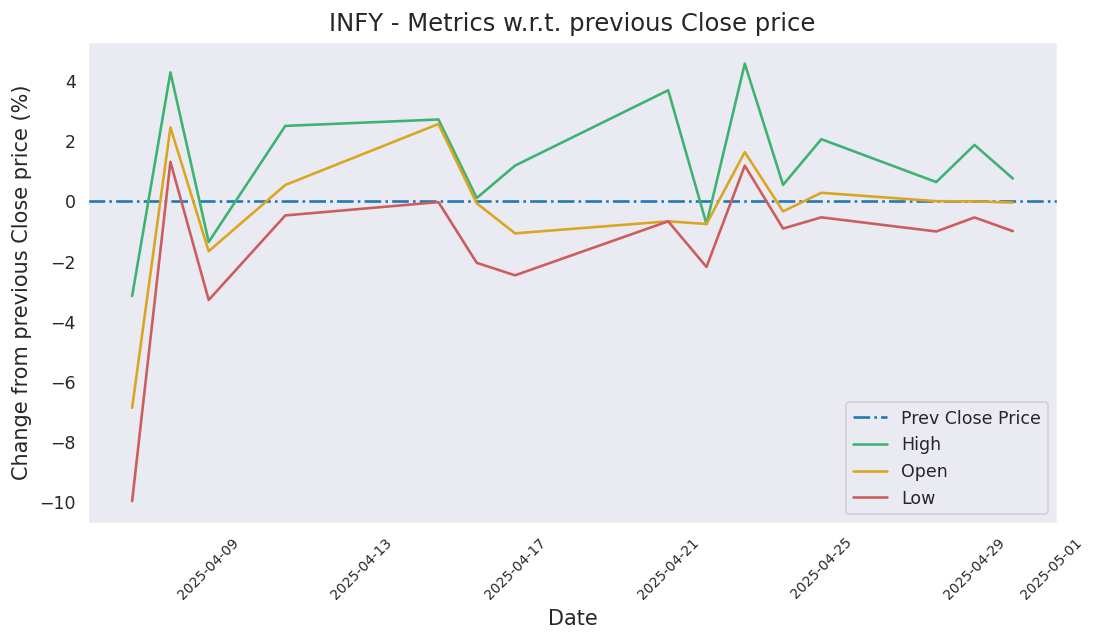 INFY - Metrics w.r.t. previous Close price
Change from previous Close price (%)
4
2
0
−2
−4
−6
−8
−10
Prev Close Price
High
Open
Low
2025-04-09
2025-04-13
2025-04-17
2025-04-21
2025-04-25
2025-04-29
2025-05-01
Date